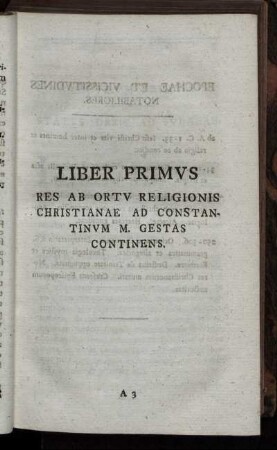 LIBER PRIMVS
RES AB ORTV RELIGIONIS
CHRISTIANAE AD CONSTAN-
TINVM M. GESTAS
CONTINENS.
A 3